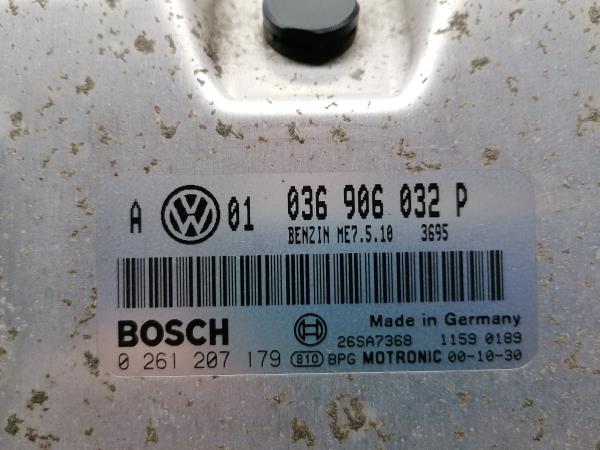 A VW 01 036 906 032 P
BENZIN ME7.5.10 3695
BOSCH Made in Germany
26SA7368 1159 0189
0 261 207 179 810 BPG MOTRONIC 00-10-30